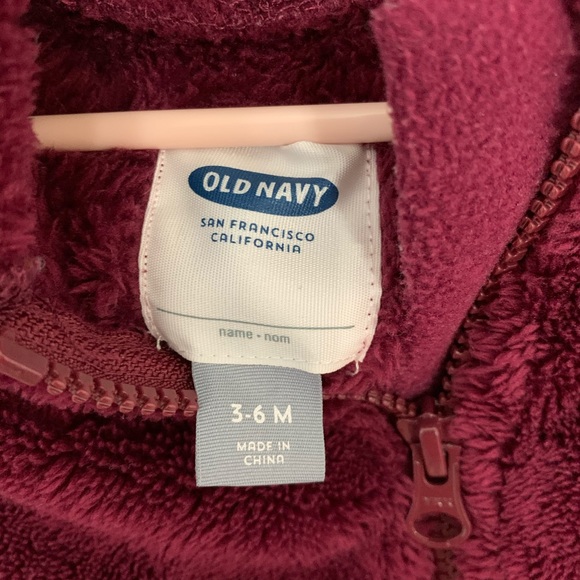 OLD NAVY
SAN FRANCISCO
CALIFORNIA
name • nom
3-6 M
MADE IN
CHINA